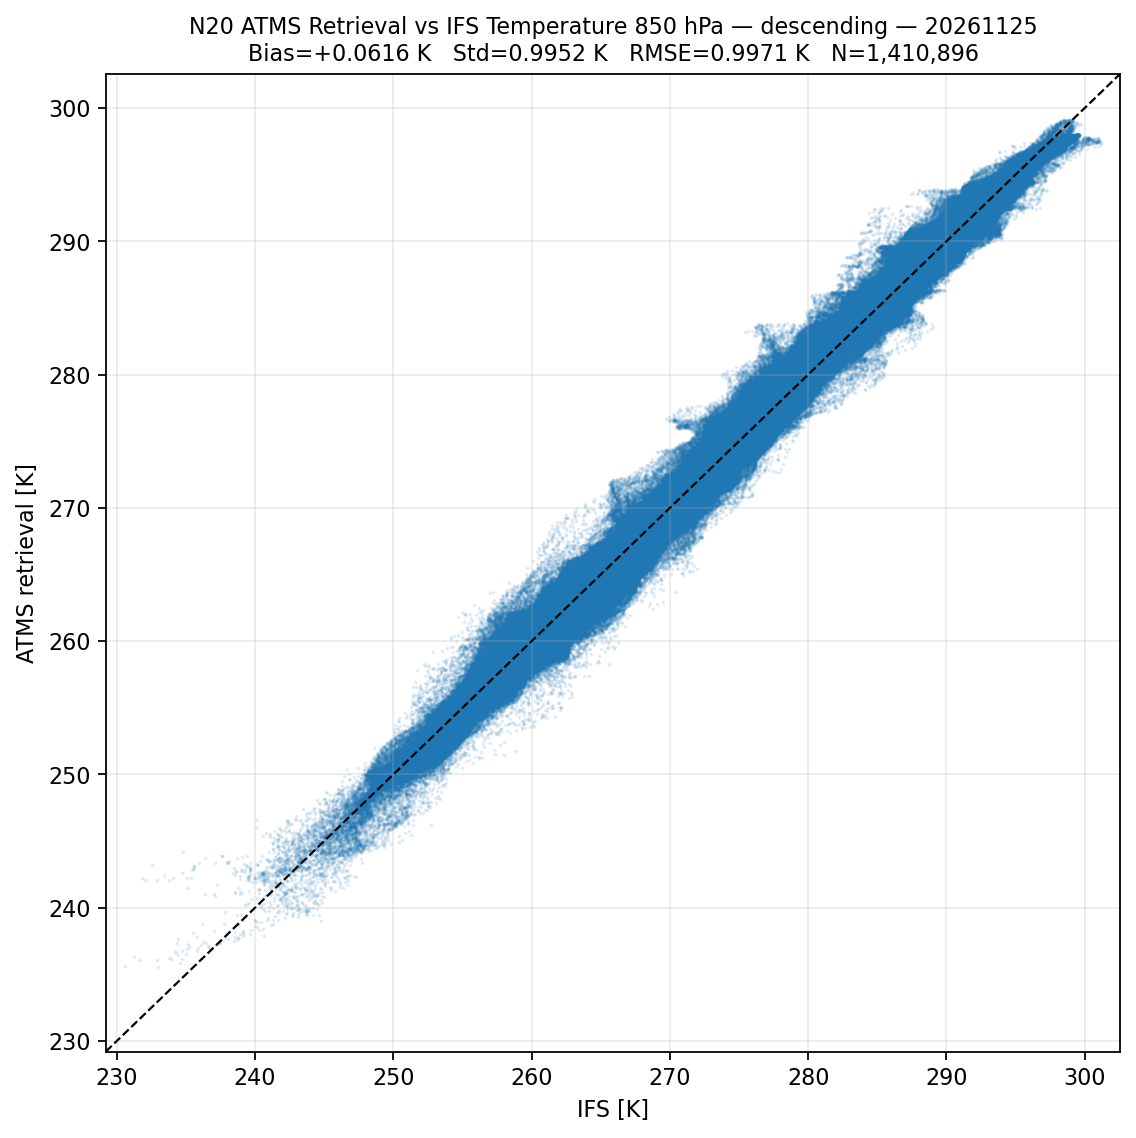 N20 ATMS Retrieval vs IFS Temperature 850 hPa — descending — 20261125
Bias=+0.0616 K   Std=0.9952 K   RMSE=0.9971 K   N=1,410,896
300
290
280
270
260
250
240
230
ATMS retrieval [K]
230 240 250 260 270 280 290 300
IFS [K]